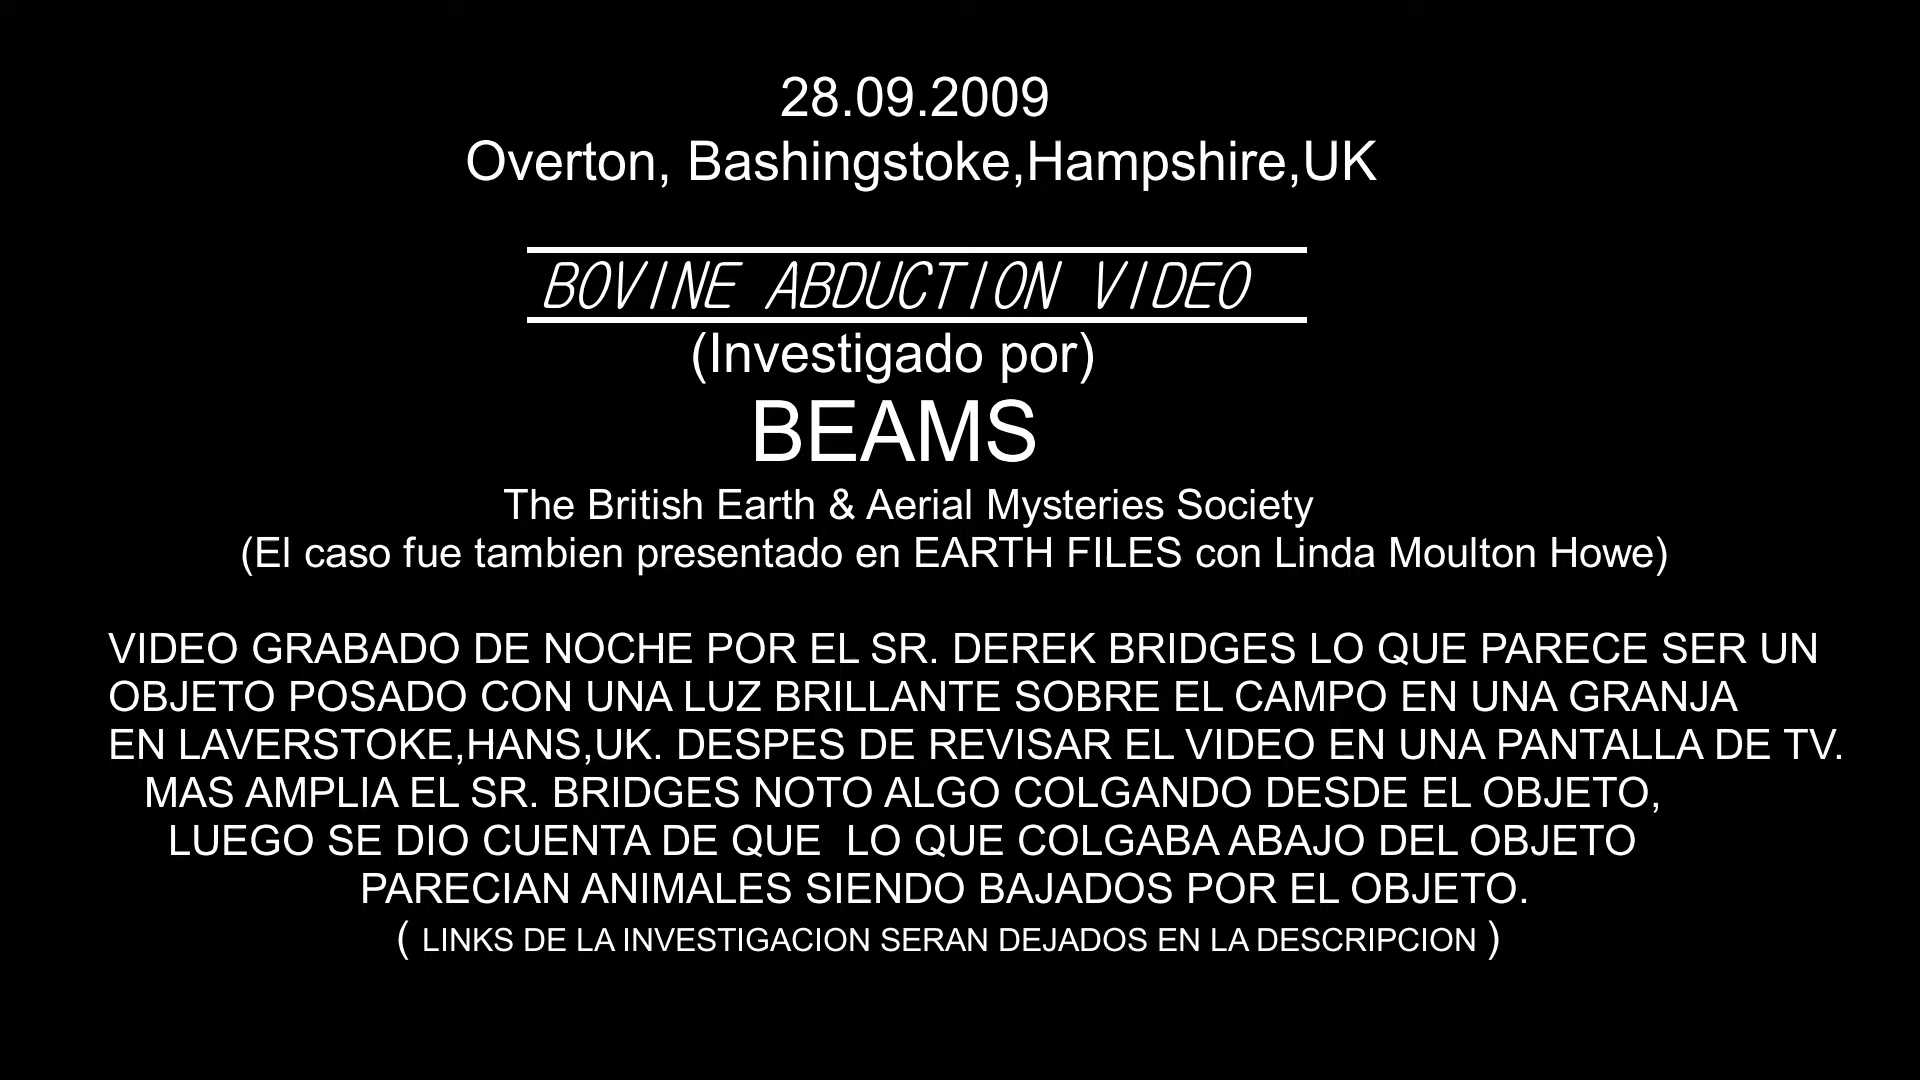 28.09.2009
Overton, Bashingstoke,Hampshire,UK
BOVINE ABDUCTION VIDEO
(Investigado por)
BEAMS
The British Earth & Aerial Mysteries Society
(El caso fue tambien presentado en EARTH FILES con Linda Moulton Howe)
VIDEO GRABADO DE NOCHE POR EL SR. DEREK BRIDGES LO QUE PARECE SER UN
OBJETO POSADO CON UNA LUZ BRILLANTE SOBRE EL CAMPO EN UNA GRANJA
EN LAVERSTOKE,HANS,UK. DESPES DE REVISAR EL VIDEO EN UNA PANTALLA DE TV.
MAS AMPLIA EL SR. BRIDGES NOTO ALGO COLGANDO DESDE EL OBJETO,
LUEGO SE DIO CUENTA DE QUE  LO QUE COLGABA ABAJO DEL OBJETO
PARECIAN ANIMALES SIENDO BAJADOS POR EL OBJETO.
( LINKS DE LA INVESTIGACION SERAN DEJADOS EN LA DESCRIPCION )